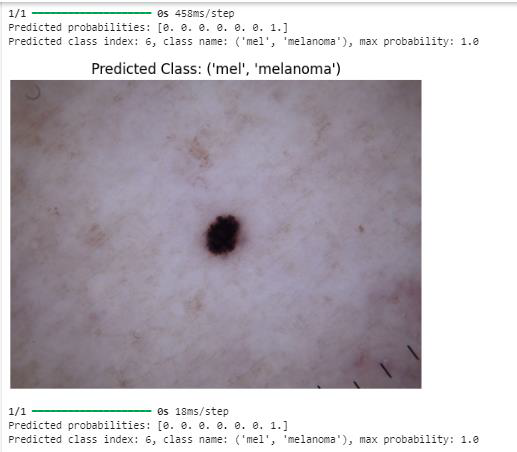 1/1 ━━━━━━━━━━━━━━━━━━━━ 0s 458ms/step
Predicted probabilities: [0. 0. 0. 0. 0. 0. 1.]
Predicted class index: 6, class name: ('mel', 'melanoma'), max probability: 1.0
Predicted Class: ('mel', 'melanoma')
1/1 ━━━━━━━━━━━━━━━━━━━━ 0s 18ms/step
Predicted probabilities: [0. 0. 0. 0. 0. 0. 1.]
Predicted class index: 6, class name: ('mel', 'melanoma'), max probability: 1.0